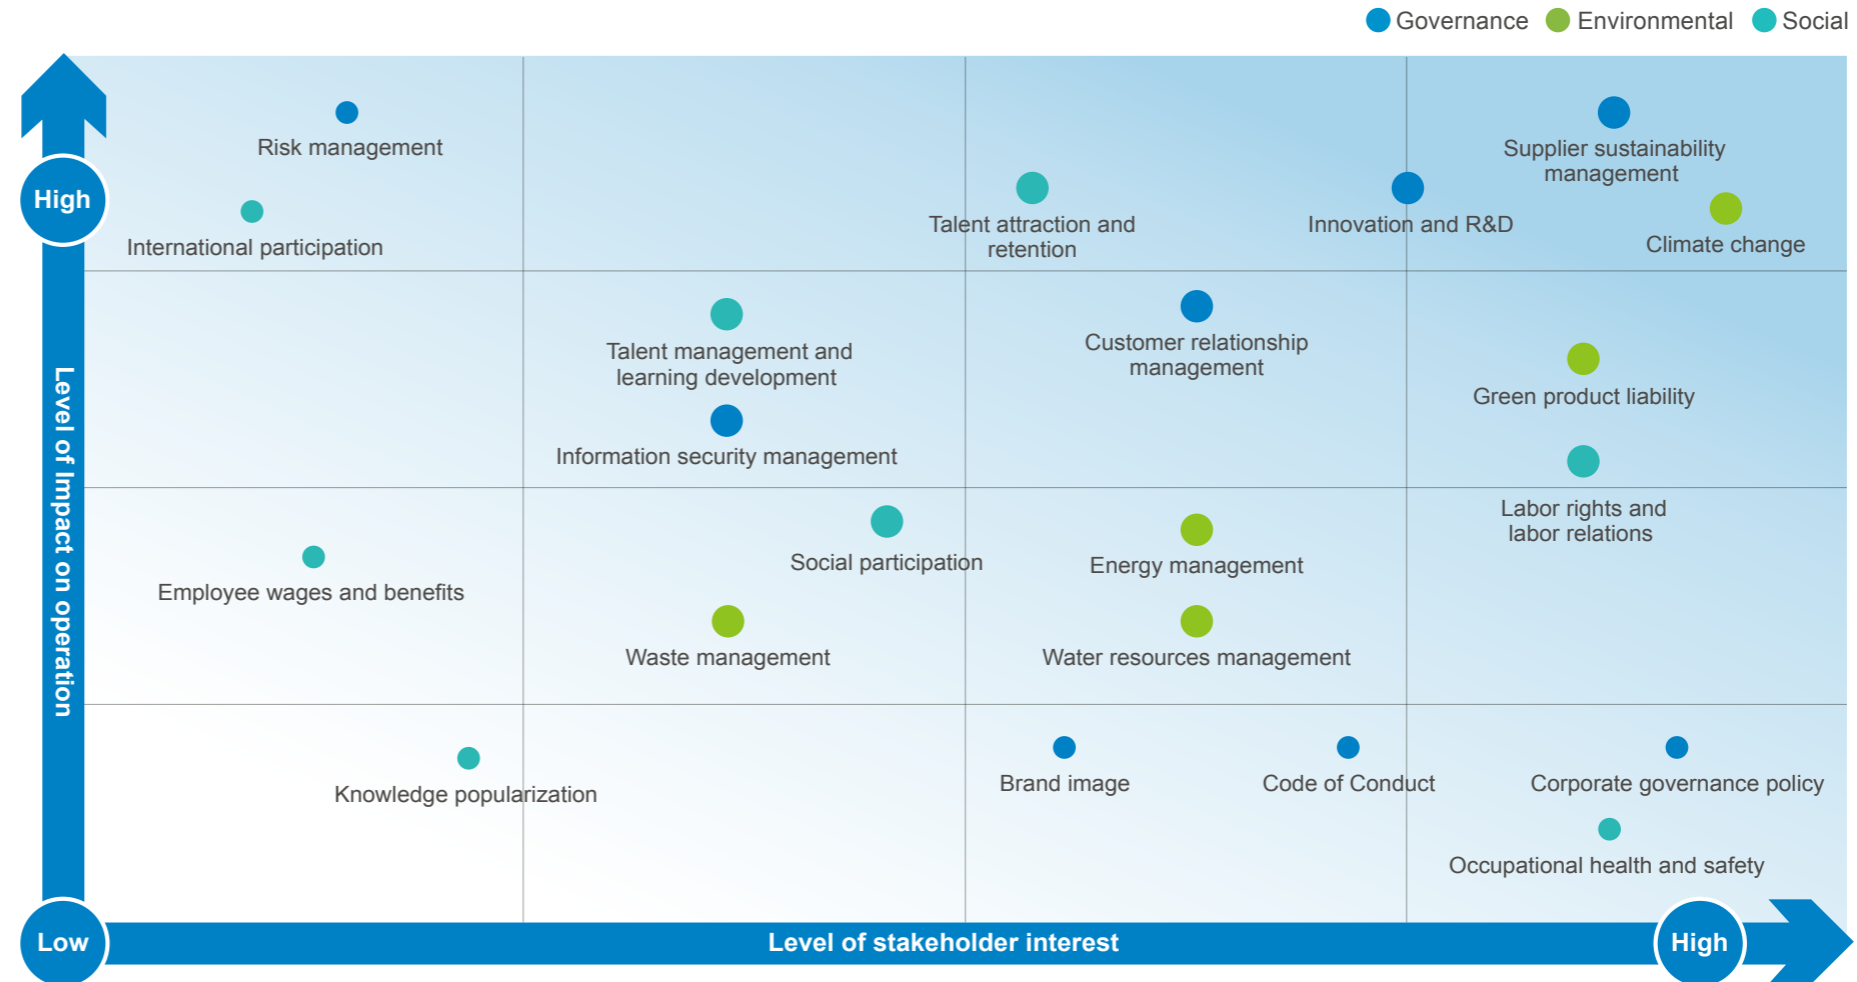 Governance Environmental Social
High
Level of Impact on operation
Risk management
International participation
Talent attraction and
retention
Innovation and R&D
Supplier sustainability
management
Climate change
Talent management and
learning development
Information security management
Customer relationship
management
Green product liability
Labor rights and
labor relations
Employee wages and benefits
Social participation
Waste management
Energy management
Water resources management
Knowledge popularization
Brand image
Code of Conduct
Corporate governance policy
Occupational health and safety
Low
Level of stakeholder interest
High